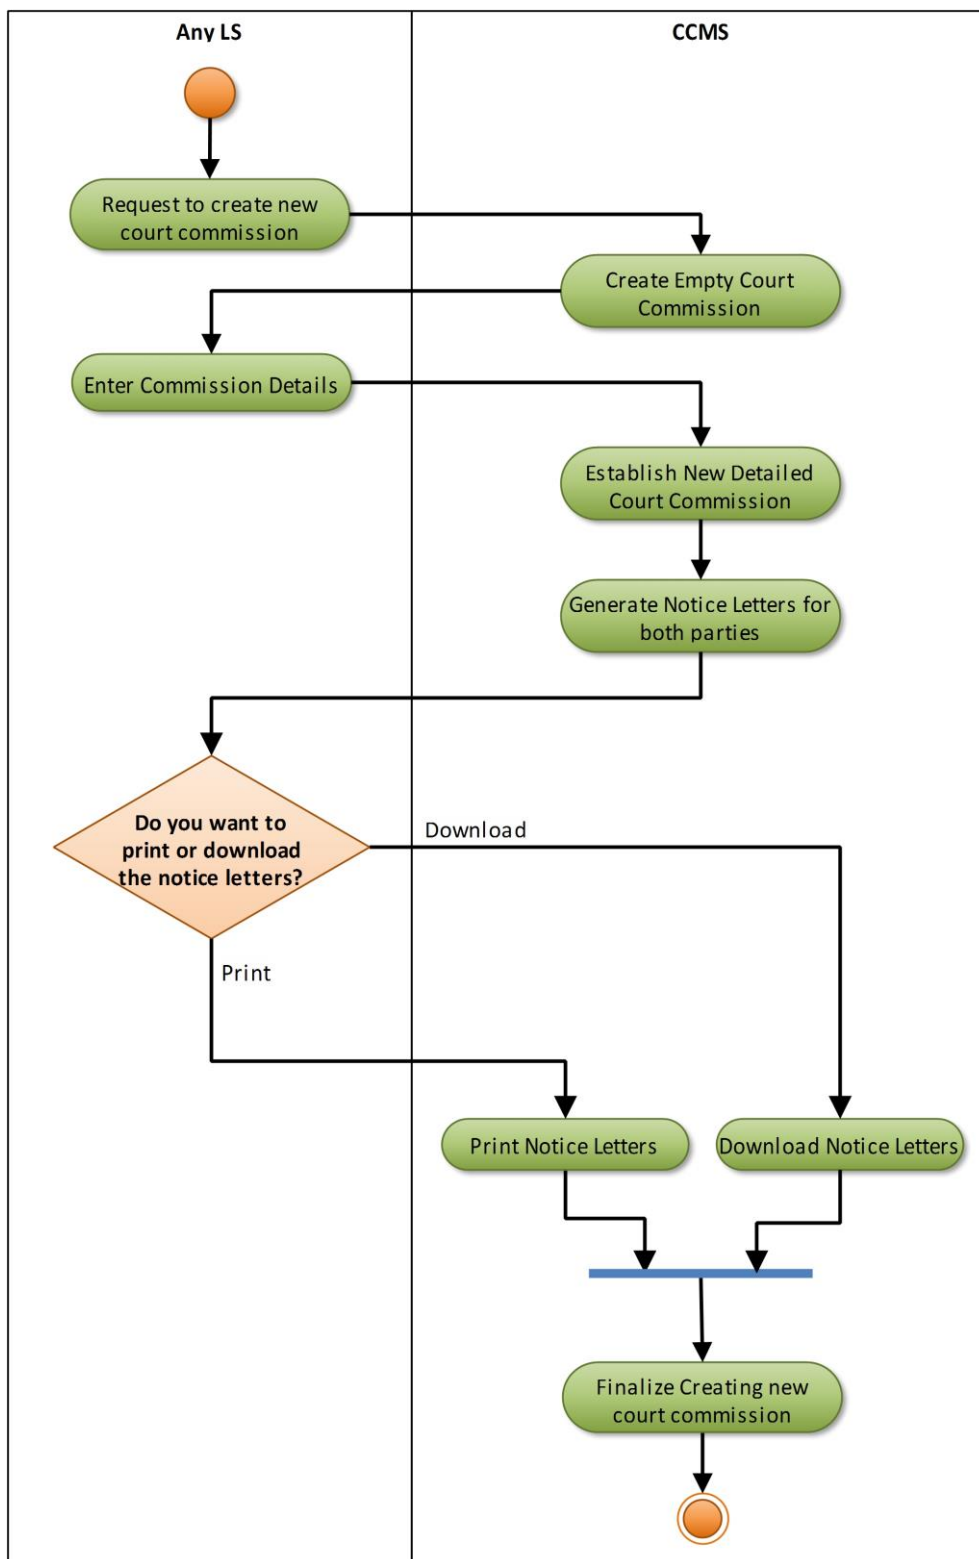 Any LS
CCMS
Request to create new
court commission
Create Empty Court
Commission
Enter Commission Details
Establish New Detailed
Court Commission
Generate Notice Letters for
both parties
Do you want to
print or download
the notice letters?
Download
Print
Print Notice Letters
Download Notice Letters
Finalize Creating new
court commission